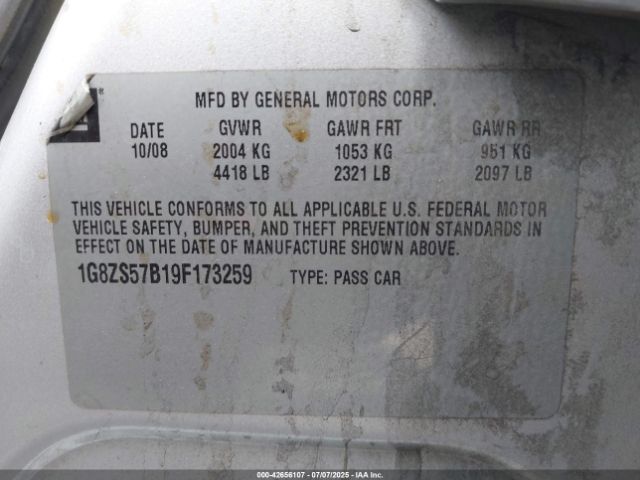 MFD BY GENERAL MOTORS CORP.
DATE GVWR GAWR FRT GAWR RR
10/08 2004 KG 1053 KG 951 KG
4418 LB 2321 LB 2097 LB
THIS VEHICLE CONFORMS TO ALL APPLICABLE U.S. FEDERAL MOTOR
VEHICLE SAFETY, BUMPER, AND THEFT PREVENTION STANDARDS IN
EFFECT ON THE DATE OF MANUFACTURE SHOWN ABOVE.
1G8ZS57B19F173259 TYPE: PASS CAR
000-42656107 - 07/07/2025 - IAAI.COM